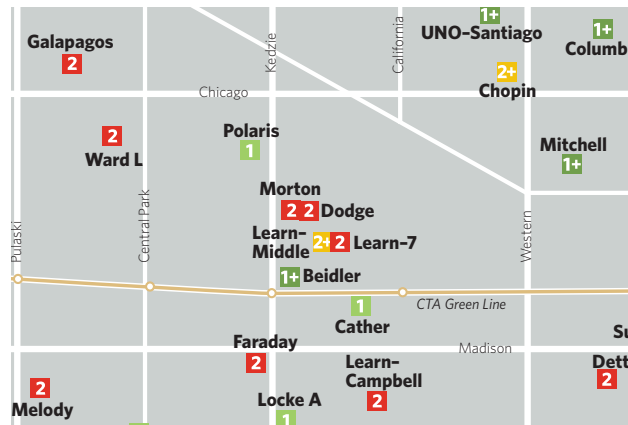 1+
UNO–Santiago
1+
Columb
Galapagos
2
Kedzie
California
2+
Chopin
Chicago
2
Ward L
Polaris
1
Mitchell
1+
Morton
2 2 Dodge
Learn–
Middle
2+ 2 Learn–7
Pulaski
Central Park
Western
1+ Beidler
1
Cather
CTA Green Line
Faraday
2
Madison
Su
Learn–
Campbell
2
Dett
2
2
Melody
Locke A
1